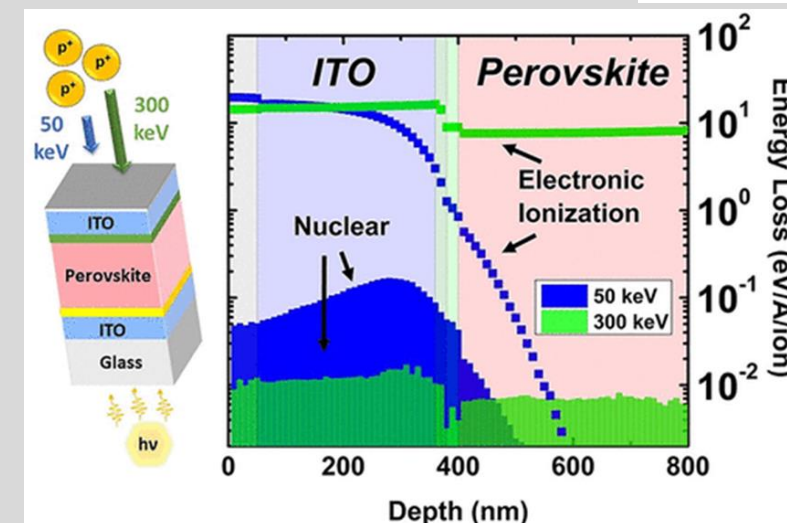 p+
p+
p+
50
keV
300
keV
ITO
Perovskite
ITO
Glass
hν
ITO
Perovskite
Nuclear
Electronic
Ionization
50 keV
300 keV
10²
10¹
10⁰
10⁻¹
10⁻²
Energy Loss (eV/A/ion)
0
200
400
600
800
Depth (nm)